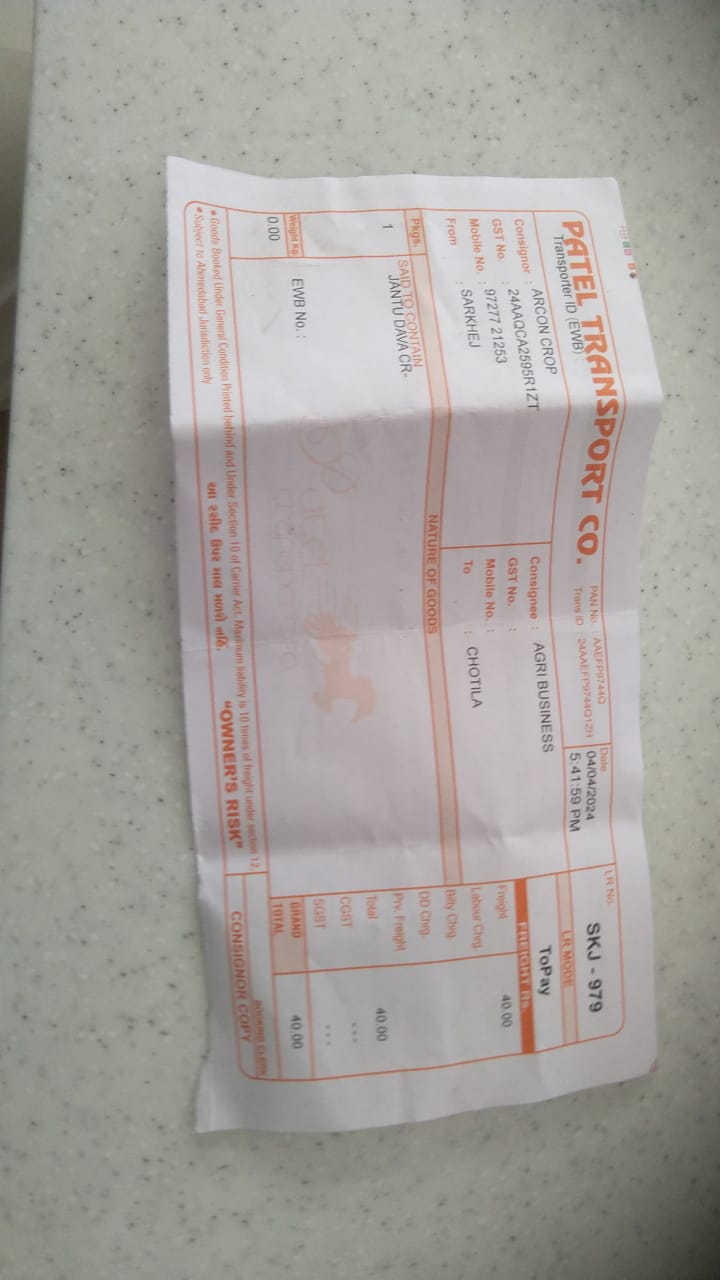 PATEL TRANSPORT CO.
Transporter ID (EWB) :
PAN No. : AAEFP9744Q
Trans ID : 24AAEFP9744Q1ZH
Date
04/04/2024
5:41:59 PM
LR No.
SKJ - 979
LR MODE
ToPay
Consignor : ARCON CROP
GST No. : 24AAQCA2595R1ZT
Mobile No. : 97277 21253
From : SARKHEJ
Consignee : AGRI BUSINESS
GST No. :
Mobile No. :
To : CHOTILA
Pkgs.
NATURE OF GOODS
SAID TO CONTAIN
1 JANTU DAVA CR-
Weight Kg.
0.00
EWB No. :
FREIGHT Rs.
Freight 40.00
Labour Chrg.
Bilty Chrg.
DD Chrg.
Prv. Freight
Total 40.00
CGST ***
SGST ***
GRAND TOTAL 40.00
• Goods Booked Under General Condition Printed behind and Under Section 10 of Carrier Act. Maximum liability is 10 times of freight under section 12.
• Subject to Ahmedabad Jurisdiction only
આ રસીદ ઉપર માલ મળશે નહિ.
"OWNER'S RISK"
BOOKING CLERK
CONSIGNOR COPY